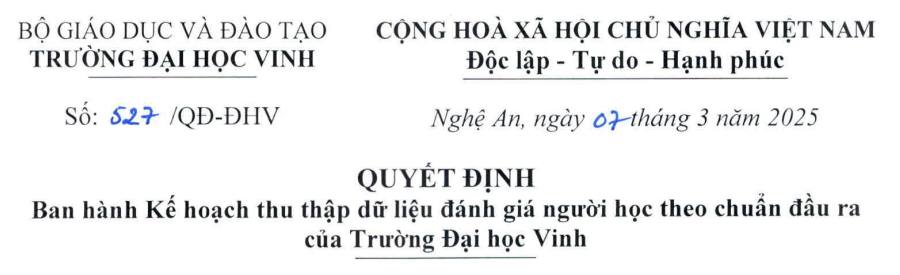 BỘ GIÁO DỤC VÀ ĐÀO TẠO
TRƯỜNG ĐẠI HỌC VINH
CỘNG HOÀ XÃ HỘI CHỦ NGHĨA VIỆT NAM
Độc lập - Tự do - Hạnh phúc
Số: 527 /QĐ-ĐHV
Nghệ An, ngày 07 tháng 3 năm 2025
QUYẾT ĐỊNH
Ban hành Kế hoạch thu thập dữ liệu đánh giá người học theo chuẩn đầu ra
của Trường Đại học Vinh